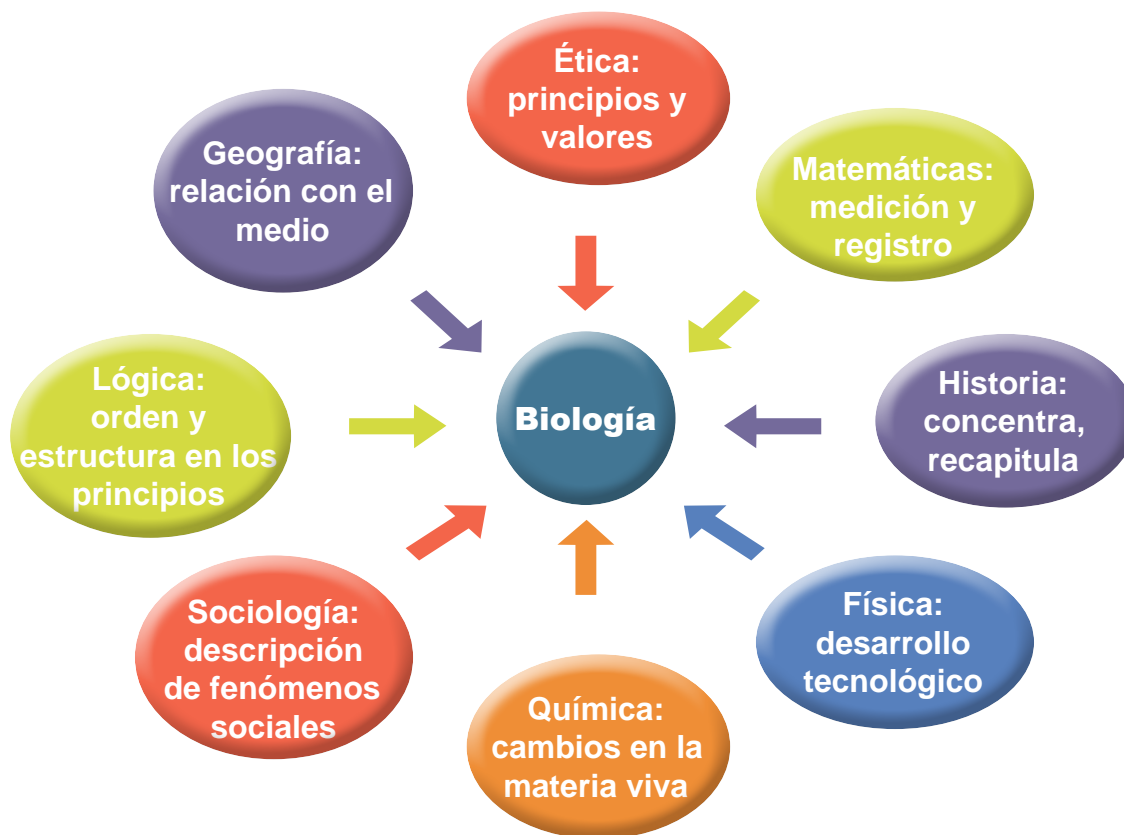 Ética:
principios y
valores
Geografía:
relación con el
medio
Matemáticas:
medición y
registro
Lógica:
orden y
estructura en los
principios
Biología
Historia:
concentra,
recapitula
Sociología:
descripción
de fenómenos
sociales
Química:
cambios en la
materia viva
Física:
desarrollo
tecnológico